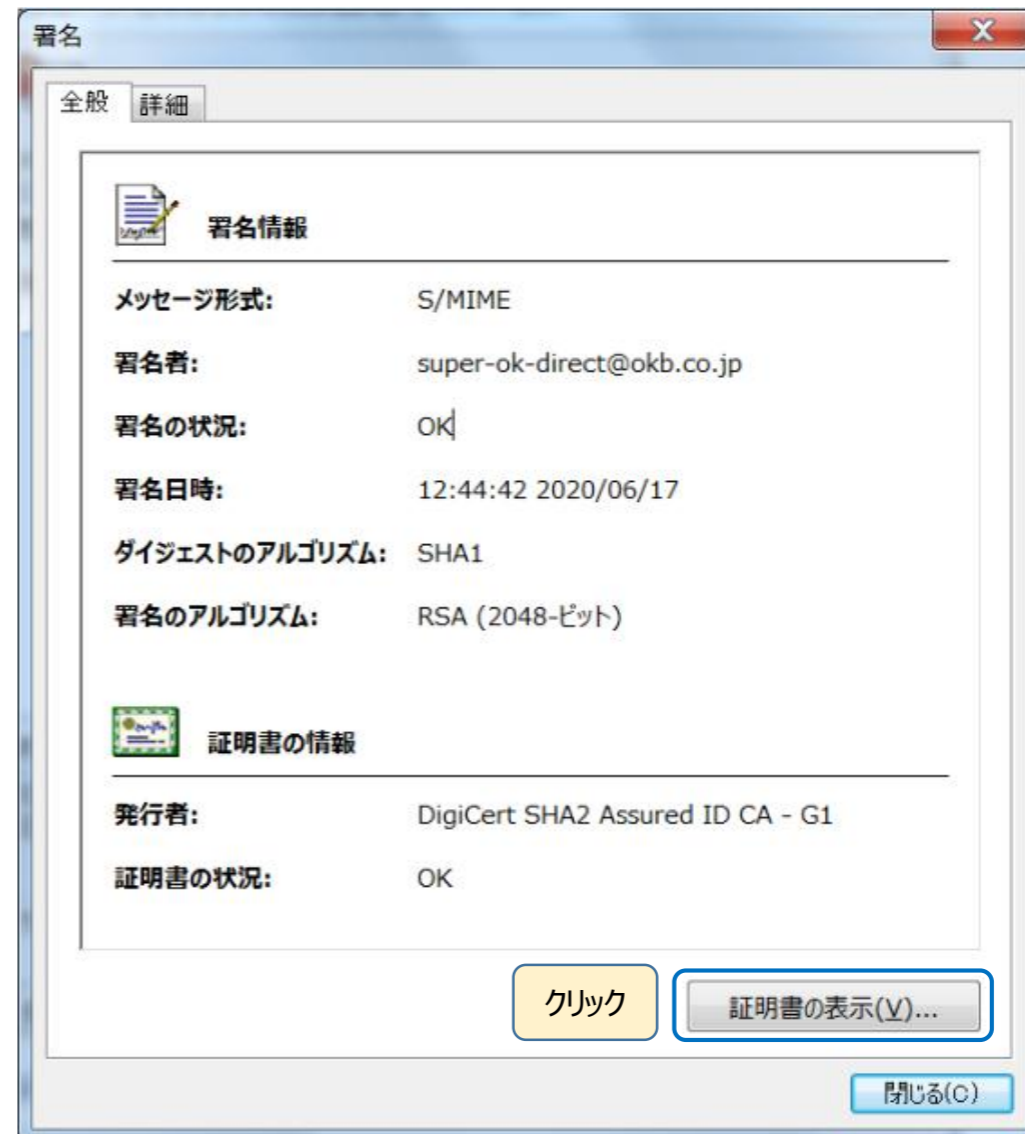 署名
全般 詳細
署名情報
メッセージ形式: S/MIME
署名者: super-ok-direct@okb.co.jp
署名の状況: OK
署名日時: 12:44:42 2020/06/17
ダイジェストのアルゴリズム: SHA1
署名のアルゴリズム: RSA (2048-ビット)
証明書の情報
発行者: DigiCert SHA2 Assured ID CA - G1
証明書の状況: OK
クリック 証明書の表示(V)...
閉じる(C)